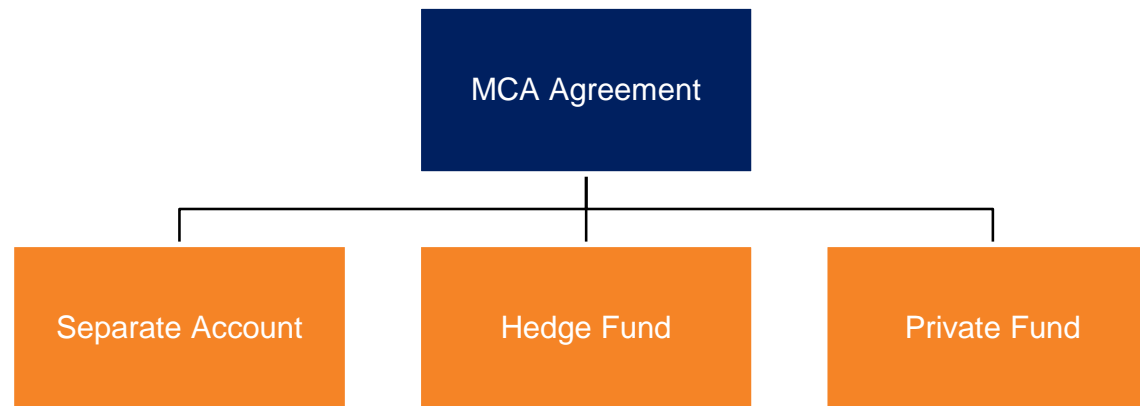 MCA Agreement
Separate Account
Hedge Fund
Private Fund